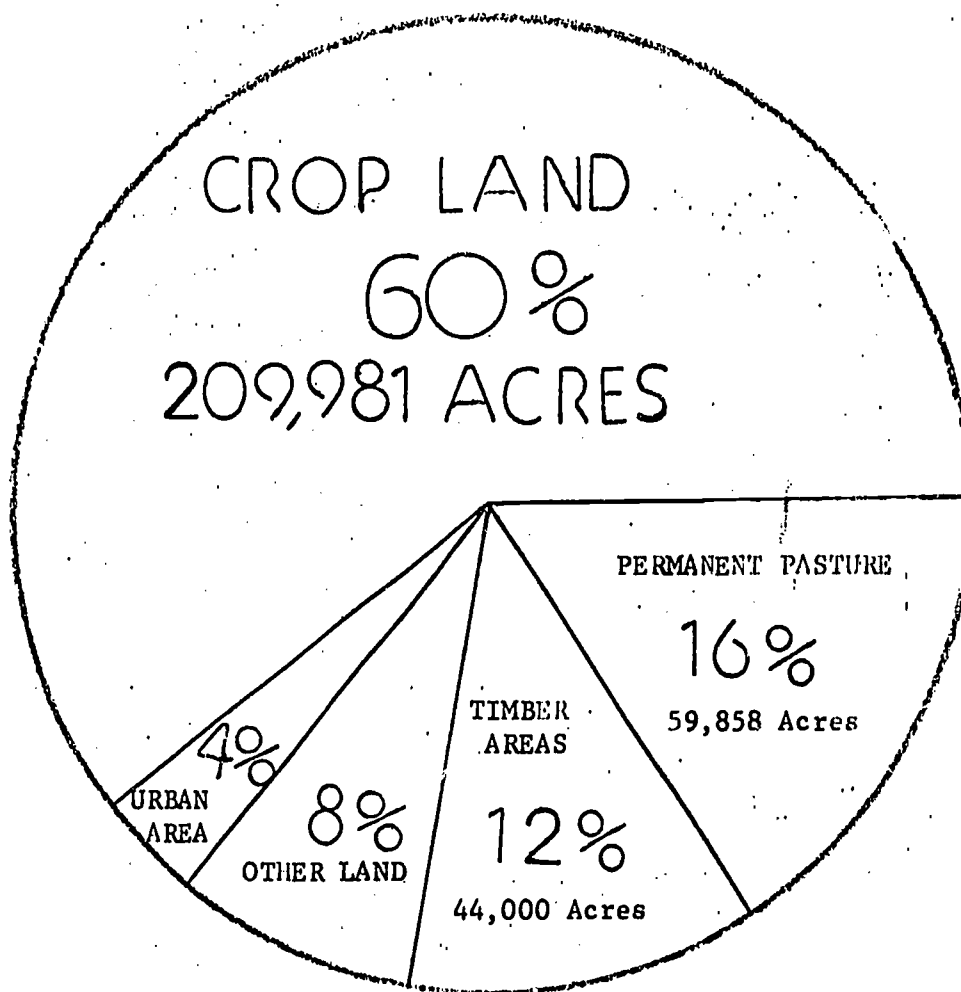 CROP LAND
60%
209,981 ACRES
PERMANENT PASTURE
16%
59,858 Acres
TIMBER
AREAS
12%
44,000 Acres
8%
OTHER LAND
4%
URBAN
AREA